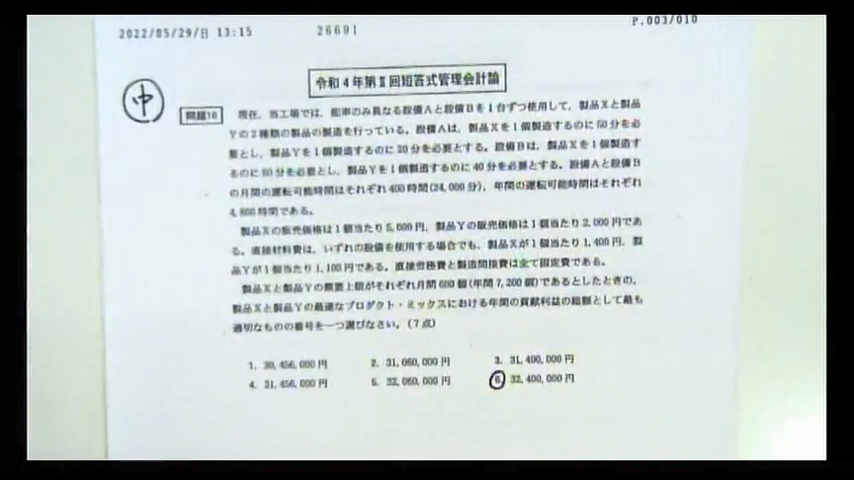 2022/05/29/日 13:15
26691
P.003/010
令和4年第Ⅱ回短答式管理会計論
中
問題16 現在、当工場では、能率のみ異なる設備Aと設備Bを1台ずつ使用して、製品Xと製品
Yの2種類の製品の製造を行っている。設備Aは、製品Xを1個製造するのに50分を必
要とし、製品Yを1個製造するのに20分を必要とする。設備Bは、製品Xを1個製造す
るのに60分を必要とし、製品Yを1個製造するのに40分を必要とする。設備Aと設備B
の月間の運転可能時間はそれぞれ400時間(24,000分)、年間の運転可能時間はそれぞれ
4,800時間である。
製品Xの販売価格は1個当たり5,000円、製品Yの販売価格は1個当たり2,000円であ
る。直接材料費は、いずれの設備を使用する場合でも、製品Xが1個当たり1,400円、製
品Yが1個当たり1,100円である。直接労務費と製造間接費は全て固定費である。
製品Xと製品Yの需要上限がそれぞれ月間600個(年間7,200個)であるとしたときの、
製品Xと製品Yの最適なプロダクト・ミックスにおける年間の貢献利益の総額として最も
適切なものの番号を一つ選びなさい。(7点)
1. 30,456,000円 2. 31,060,000円 3. 31,400,000円
4. 31,456,000円 5. 32,060,000円 6. 32,400,000円